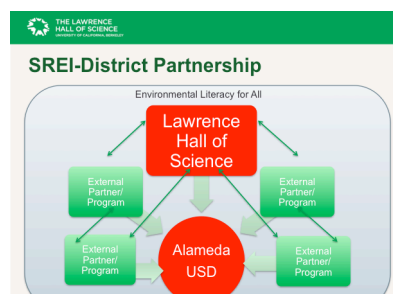 THE LAWRENCE
HALL OF SCIENCE
UNIVERSITY OF CALIFORNIA, BERKELEY
SREI-District Partnership
Environmental Literacy for All
Lawrence
Hall of
Science
External
Partner/
Program
External
Partner/
Program
External
Partner/
Program
Alameda
USD
External
Partner/
Program